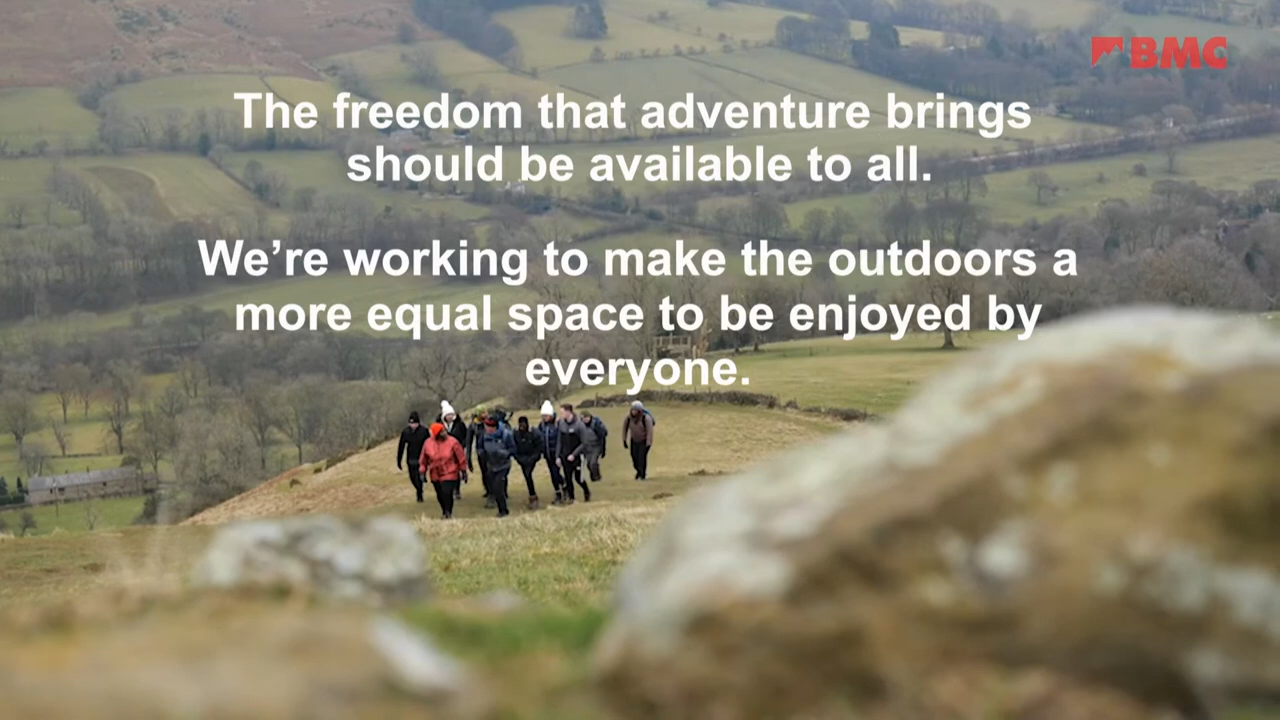 BMC
The freedom that adventure brings
should be available to all.
We’re working to make the outdoors a
more equal space to be enjoyed by
everyone.